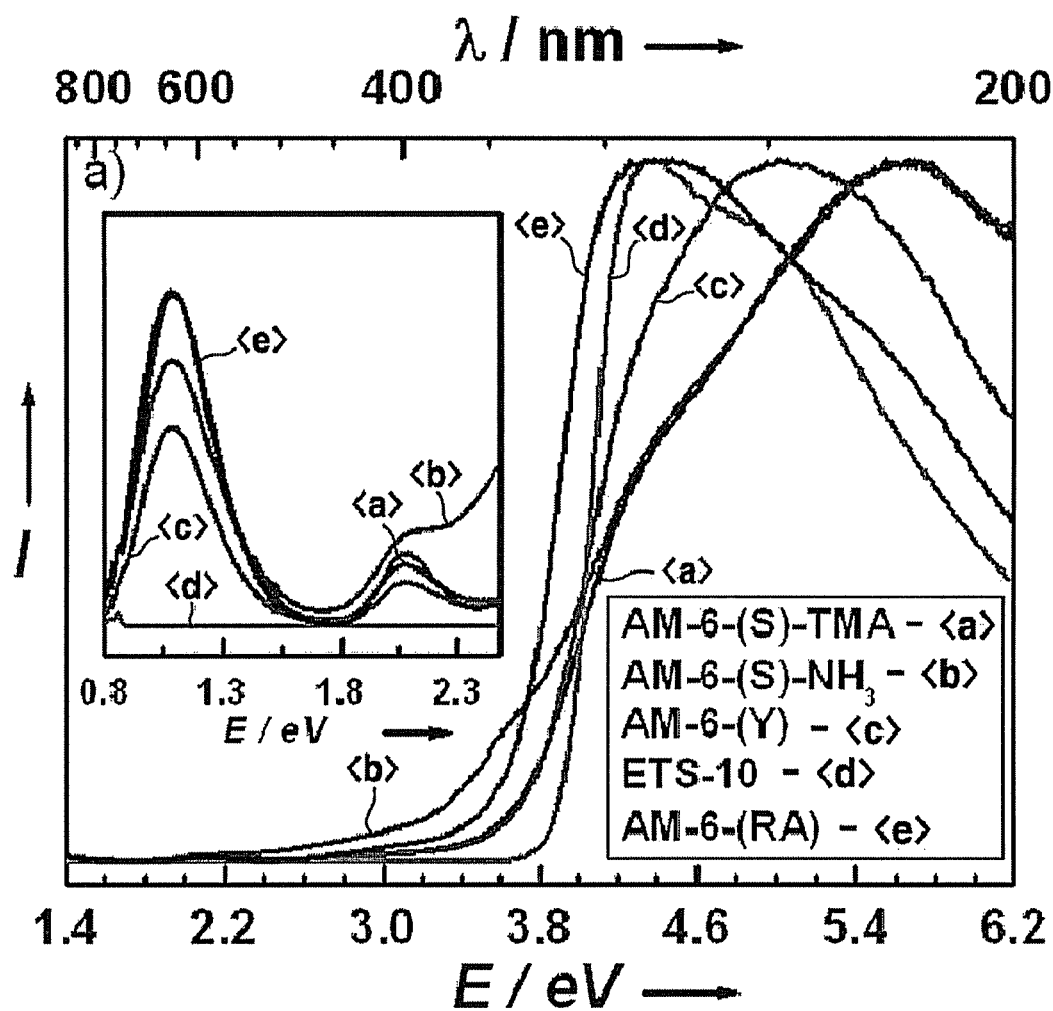 λ / nm
800 600 400 200
a)
<e> <d>
<c>
<e>
<b>
<a>
<c>
<d>
<a>
0.8 1.3 1.8 2.3
E / eV
<b>
AM-6-(S)-TMA - <a>
AM-6-(S)-NH₃ - <b>
AM-6-(Y) - <c>
ETS-10 - <d>
AM-6-(RA) - <e>
I
1.4 2.2 3.0 3.8 4.6 5.4 6.2
E / eV